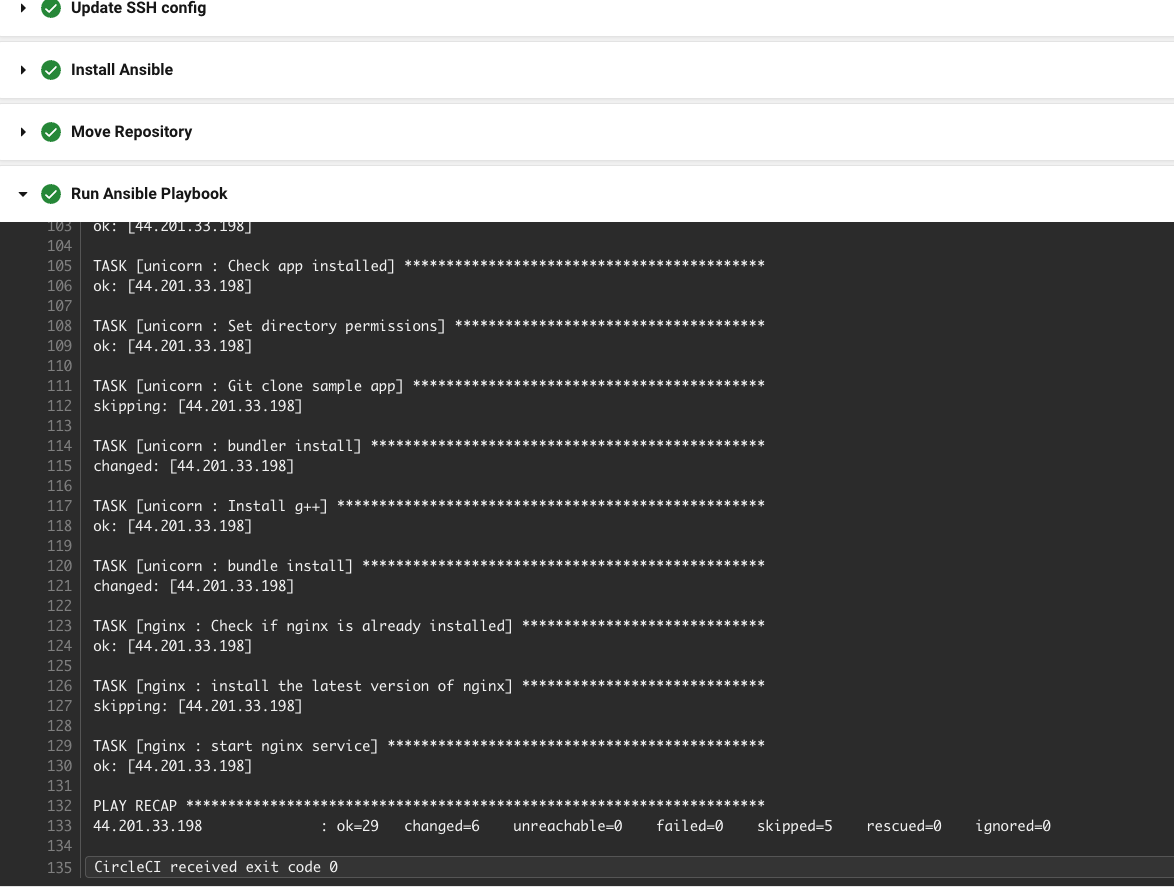 Update SSH config
Install Ansible
Move Repository
Run Ansible Playbook
103 ok: [44.201.33.198]
104
105 TASK [unicorn : Check app installed] *******************************************
106 ok: [44.201.33.198]
107
108 TASK [unicorn : Set directory permissions] *************************************
109 ok: [44.201.33.198]
110
111 TASK [unicorn : Git clone sample app] ******************************************
112 skipping: [44.201.33.198]
113
114 TASK [unicorn : bundler install] ***********************************************
115 changed: [44.201.33.198]
116
117 TASK [unicorn : Install g++] ***************************************************
118 ok: [44.201.33.198]
119
120 TASK [unicorn : bundle install] ************************************************
121 changed: [44.201.33.198]
122
123 TASK [nginx : Check if nginx is already installed] *****************************
124 ok: [44.201.33.198]
125
126 TASK [nginx : install the latest version of nginx] *****************************
127 skipping: [44.201.33.198]
128
129 TASK [nginx : start nginx service] *********************************************
130 ok: [44.201.33.198]
131
132 PLAY RECAP *********************************************************************
133 44.201.33.198              : ok=29   changed=6    unreachable=0    failed=0    skipped=5    rescued=0    ignored=0
134
135 CircleCI received exit code 0